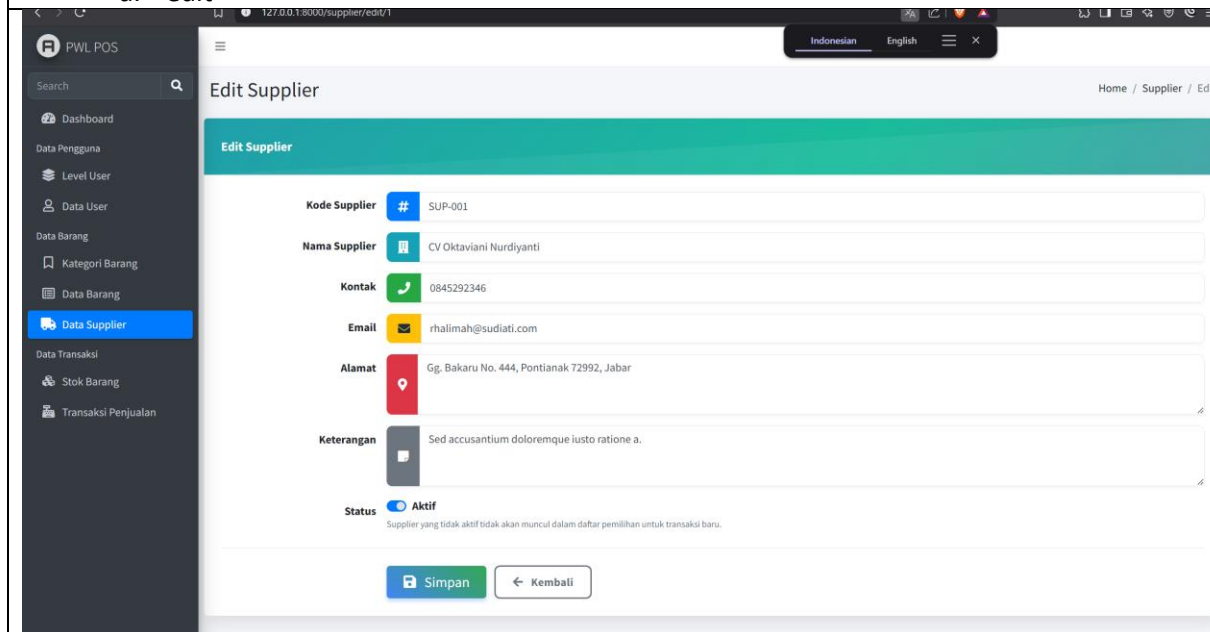 127.0.0.1:8000/supplier/edit/1
PWL POS
Indonesian English
Search
Edit Supplier
Home / Supplier / Ed
Dashboard
Data Pengguna
Edit Supplier
Level User
Data User
Kode Supplier # SUP-001
Data Barang
Nama Supplier CV Oktaviani Nurdiyanti
Kategori Barang
Kontak 0845292346
Data Barang
Data Supplier
Email rhalimah@sudiati.com
Data Transaksi
Alamat Gg. Bakaru No. 444, Pontianak 72992, Jabar
Stok Barang
Transaksi Penjualan
Keterangan Sed accusantium doloremque iusto ratione a.
Status Aktif
Supplier yang tidak aktif tidak akan muncul dalam daftar pemilihan untuk transaksi baru.
Simpan ← Kembali